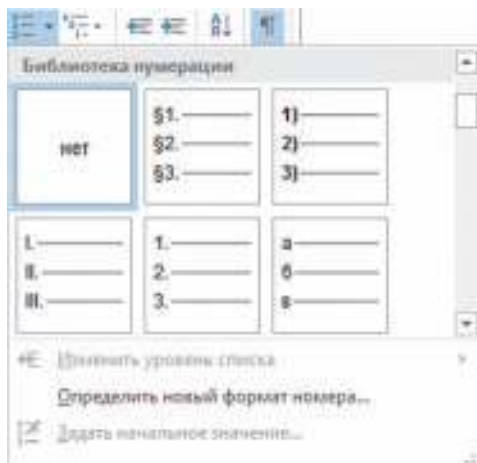 Библиотека нумерации
нет
§1.
§2.
§3.
1)
2)
3)
I.
II.
III.
1.
2.
3.
а
б
в
Изменить уровень списка
Определить новый формат номера...
Задать начальное значение...